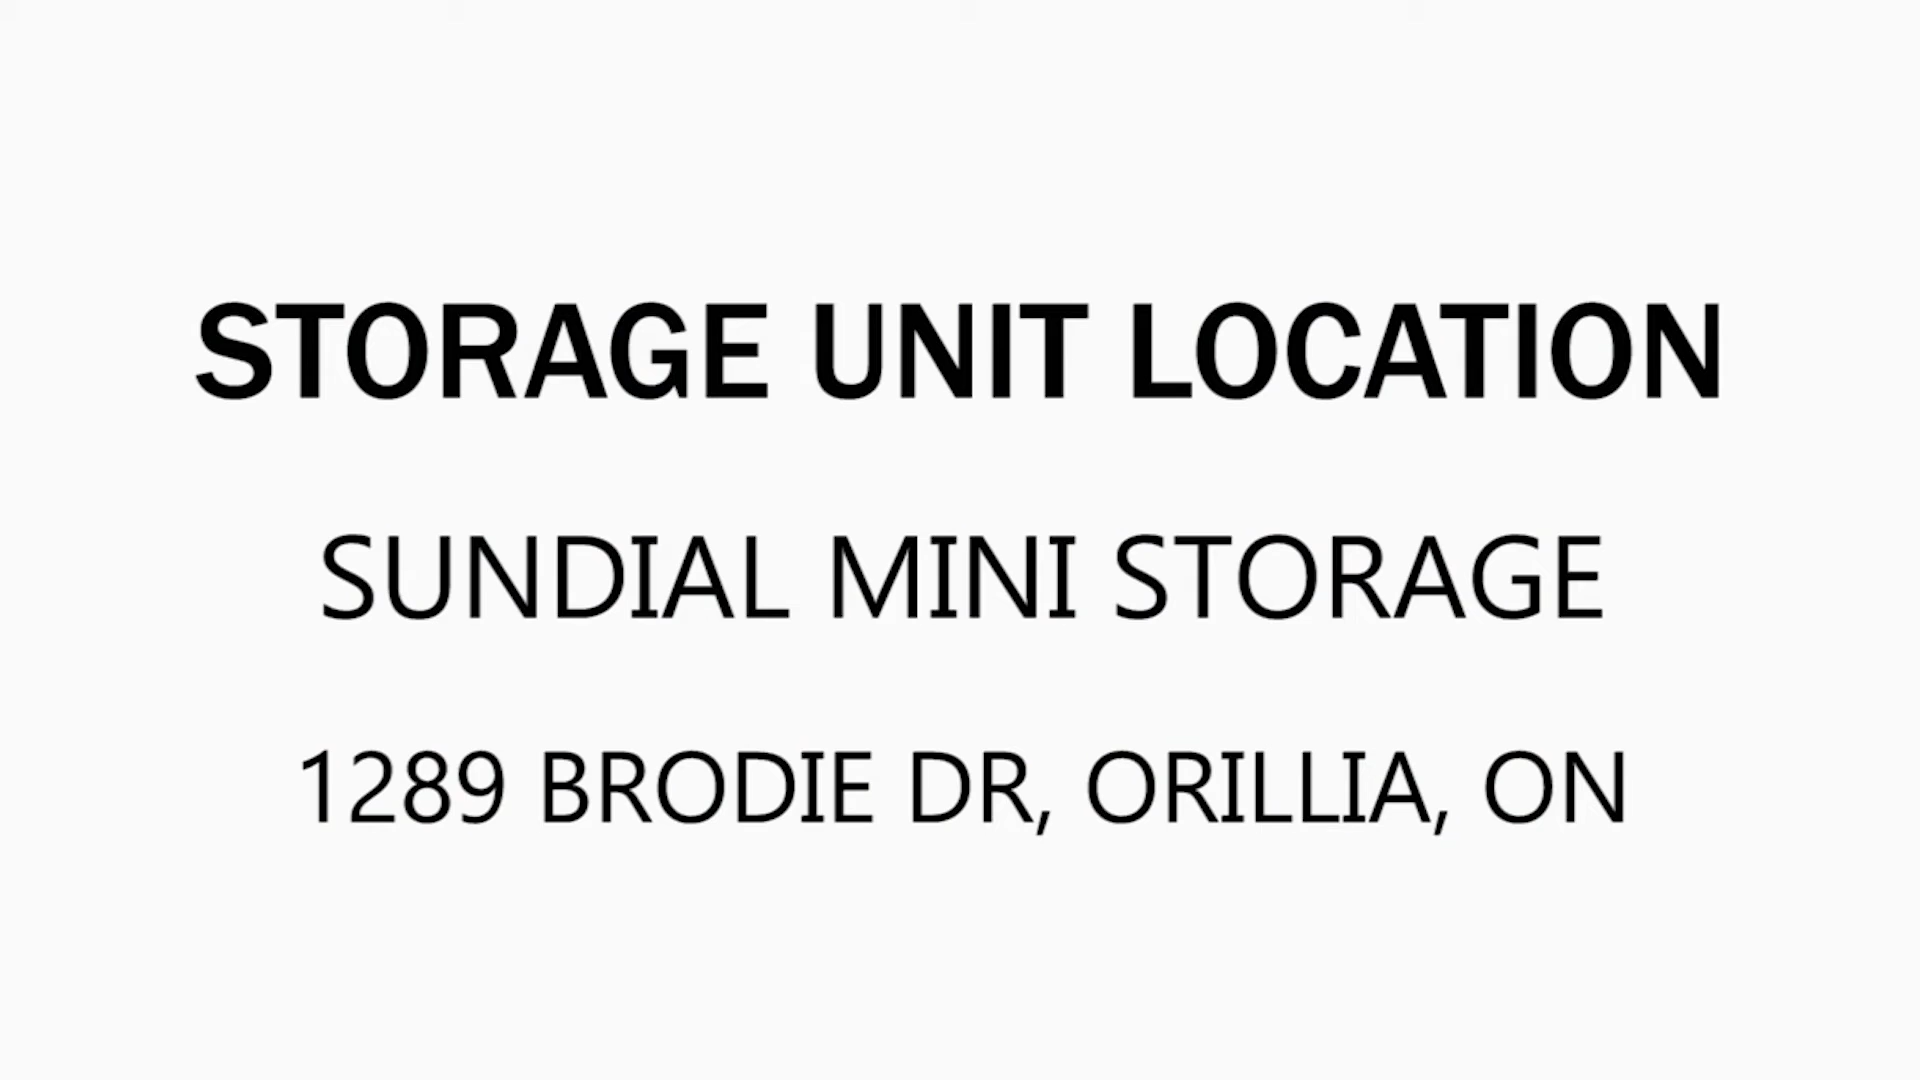 STORAGE UNIT LOCATION
SUNDIAL MINI STORAGE
1289 BRODIE DR, ORILLIA, ON